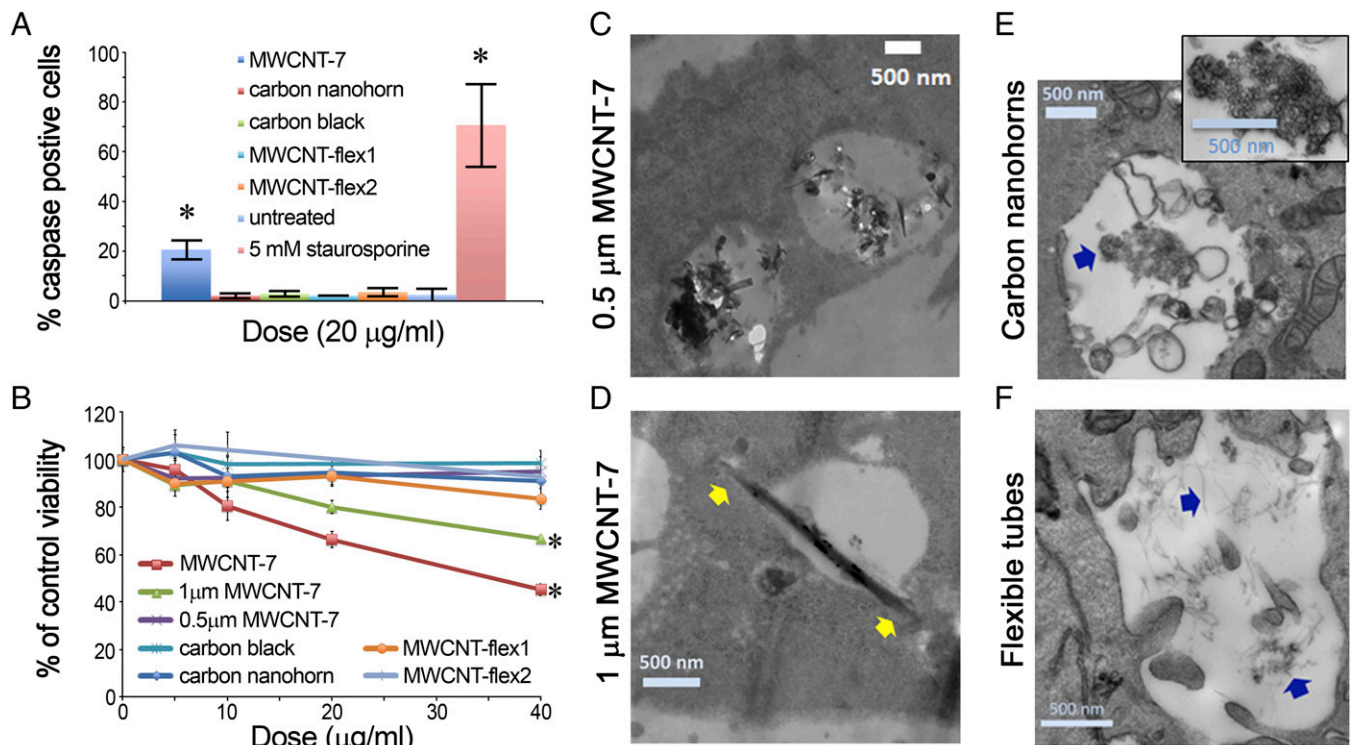 A
% caspase postive cells
100
80
60
40
20
0
MWCNT-7
carbon nanohorn
carbon black
MWCNT-flex1
MWCNT-flex2
untreated
5 mM staurosporine
*
*
Dose (20 μg/ml)
B
% of control viability
120
100
80
60
40
20
0
MWCNT-7
1μm MWCNT-7
0.5μm MWCNT-7
carbon black
carbon nanohorn
MWCNT-flex1
MWCNT-flex2
*
*
0
10
20
30
40
Dose (μg/ml)
C
0.5 μm MWCNT-7
500 nm
D
1 μm MWCNT-7
500 nm
E
Carbon nanohorns
500 nm
500 nm
F
Flexible tubes
500 nm